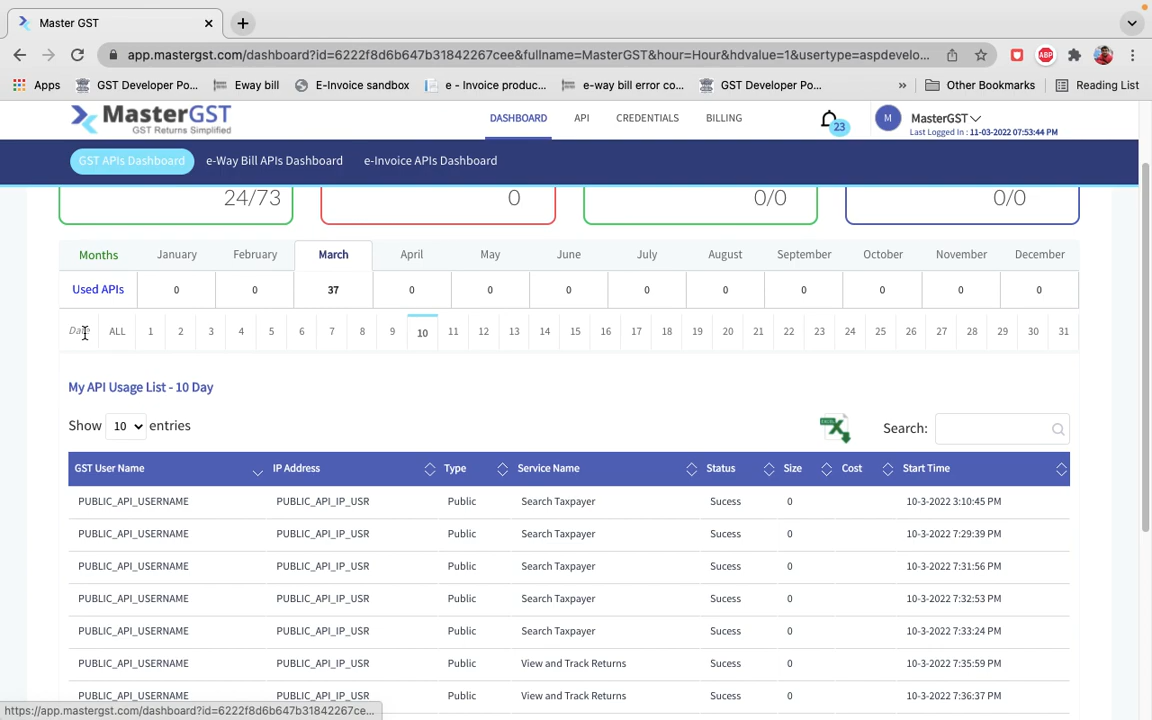 Master GST
app.mastergst.com/dashboard?id=6222f8d6b647b31842267cee&fullname=MasterGST&hour=Hour&hdvalue=1&usertype=aspdevelo...
ABP
Apps GST Developer Po... Eway bill E-Invoice sandbox e - Invoice produc... e-way bill error co... GST Developer Po... » Other Bookmarks Reading List
MasterGST
GST Returns Simplified
DASHBOARD API CREDENTIALS BILLING
23
M MasterGST
Last Logged In : 11-03-2022 07:53:44 PM
GST APIs Dashboard e-Way Bill APIs Dashboard e-Invoice APIs Dashboard
24/73 0 0/0 0/0
Months January February March April May June July August September October November December
Used APIs 0 0 37 0 0 0 0 0 0 0 0 0
Date ALL 1 2 3 4 5 6 7 8 9 10 11 12 13 14 15 16 17 18 19 20 21 22 23 24 25 26 27 28 29 30 31
My API Usage List - 10 Day
Show 10 entries
Search:
GST User Name IP Address Type Service Name Status Size Cost Start Time
PUBLIC_API_USERNAME PUBLIC_API_IP_USR Public Search Taxpayer Sucess 0 10-3-2022 3:10:45 PM
PUBLIC_API_USERNAME PUBLIC_API_IP_USR Public Search Taxpayer Sucess 0 10-3-2022 7:29:39 PM
PUBLIC_API_USERNAME PUBLIC_API_IP_USR Public Search Taxpayer Sucess 0 10-3-2022 7:31:56 PM
PUBLIC_API_USERNAME PUBLIC_API_IP_USR Public Search Taxpayer Sucess 0 10-3-2022 7:32:53 PM
PUBLIC_API_USERNAME PUBLIC_API_IP_USR Public Search Taxpayer Sucess 0 10-3-2022 7:33:24 PM
PUBLIC_API_USERNAME PUBLIC_API_IP_USR Public View and Track Returns Sucess 0 10-3-2022 7:35:59 PM
PUBLIC_API_USERNAME PUBLIC_API_IP_USR Public View and Track Returns Sucess 0 10-3-2022 7:36:37 PM
https://app.mastergst.com/dashboard?id=6222f8d6b647b31842267ce...